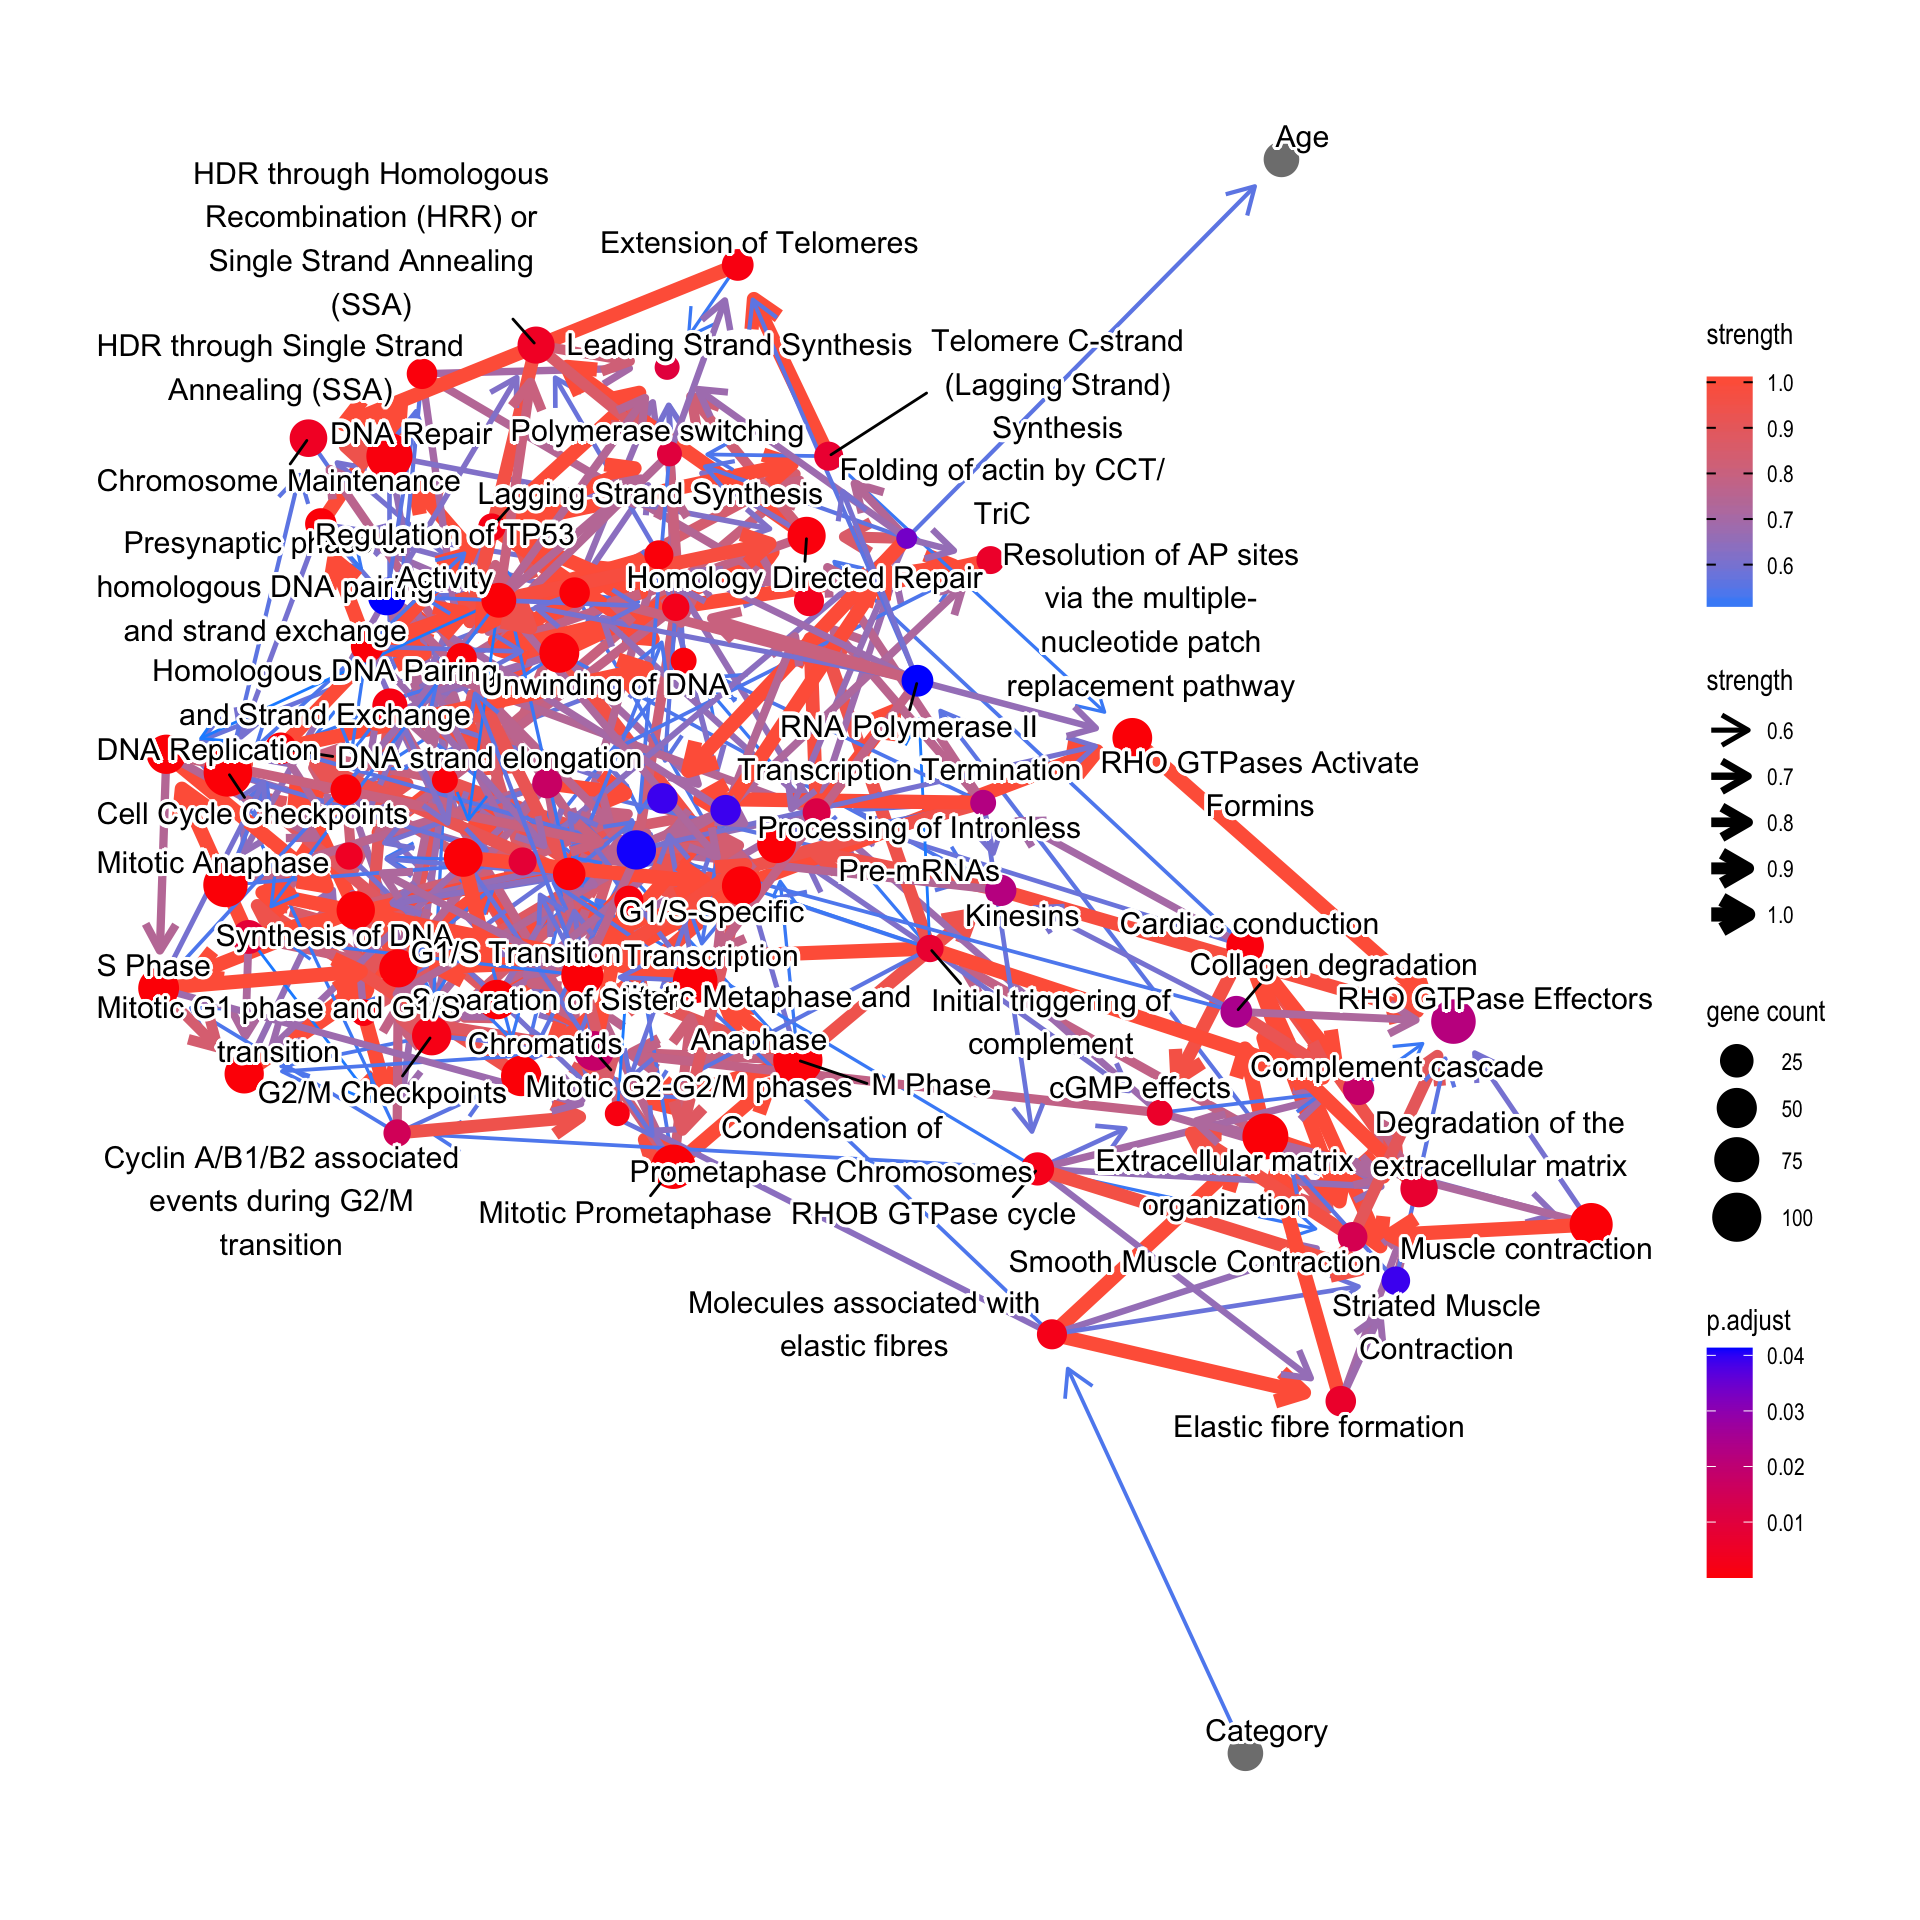 Age
HDR through Homologous
Recombination (HRR) or
Single Strand Annealing
(SSA)
Extension of Telomeres
HDR through Single Strand
Annealing (SSA)
Leading Strand Synthesis
Telomere C-strand
(Lagging Strand)
Synthesis
DNA Repair
Polymerase switching
Chromosome Maintenance
Lagging Strand Synthesis
Folding of actin by CCT/
TriC
Regulation of TP53
Activity
Presynaptic
homologous DNA pairing
and strand exchange
Homology Directed Repair
Resolution of AP sites
via the multiple-
nucleotide patch
replacement pathway
Homologous DNA Pairing
and Strand Exchange
Unwinding of DNA
RNA Polymerase II
Transcription Termination
DNA Replication
DNA strand elongation
RHO GTPases Activate
Formins
Cell Cycle Checkpoints
Processing of Intronless
Pre-mRNAs
Mitotic Anaphase
G1/S-Specific
Transcription
Kinesins
Cardiac conduction
Synthesis of DNA
G1/S Transition
Collagen degradation
S Phase
Mitotic G1 phase and G1/S
transition
of Sister
Chromatids
Metaphase and
Anaphase
Initial triggering of
complement
RHO GTPase Effectors
G2/M Checkpoints
Mitotic G2-G2/M phases
M Phase
cGMP effects
Complement cascade
Condensation of
Prometaphase Chromosomes
Degradation of the
extracellular matrix
Cyclin A/B1/B2 associated
events during G2/M
transition
Extracellular matrix
organization
Mitotic Prometaphase
RHOB GTPase cycle
Smooth Muscle Contraction
Muscle contraction
Molecules associated with
elastic fibres
Striated Muscle
Contraction
Elastic fibre formation
Category
strength
1.0
0.9
0.8
0.7
0.6
strength
0.6
0.7
0.8
0.9
1.0
gene count
25
50
75
100
p.adjust
0.04
0.03
0.02
0.01